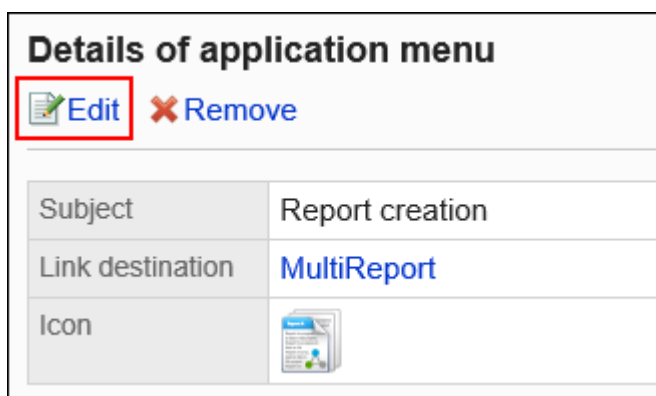 Details of application menu
Edit Remove
Subject Report creation
Link destination MultiReport
Icon